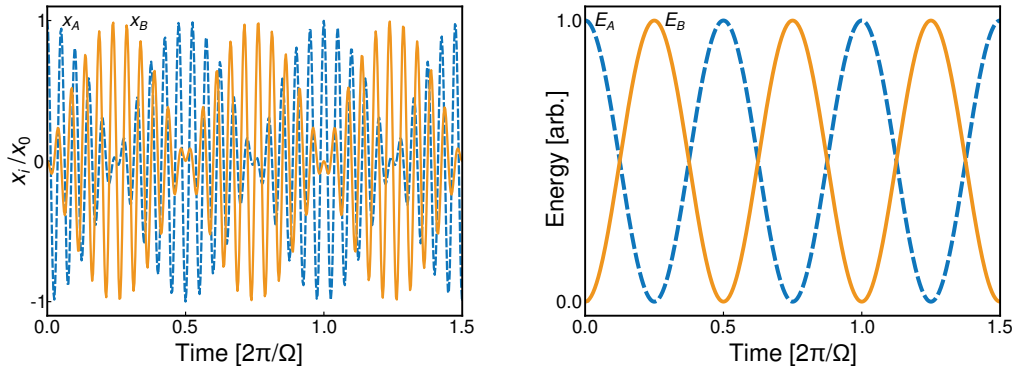 x_A x_B
1
0
-1
x_i/x_0
0.0 0.5 1.0 1.5
Time [2π/Ω]
E_A E_B
1.0
0.0
Energy [arb.]
0.0 0.5 1.0 1.5
Time [2π/Ω]